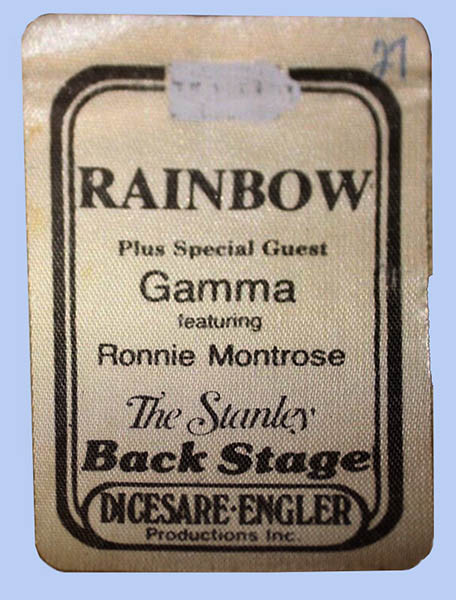 27
RAINBOW
Plus Special Guest
Gamma
featuring
Ronnie Montrose
The Stanley
Back Stage
DICESARE·ENGLER
Productions Inc.